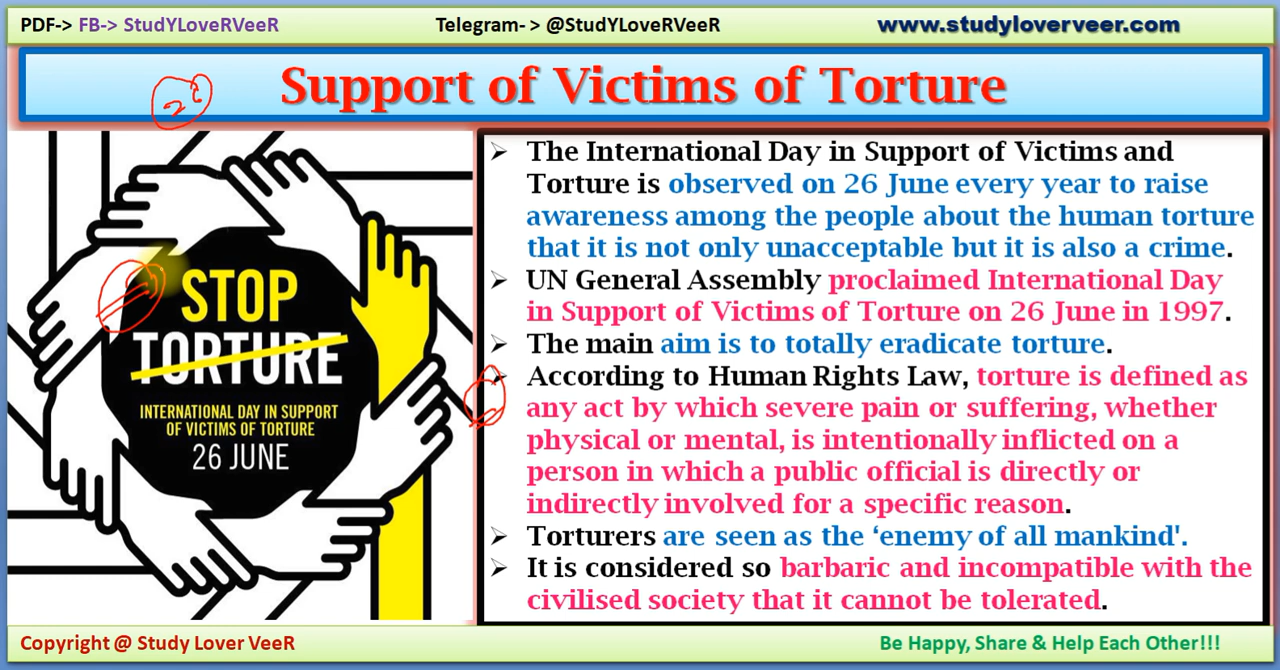 PDF-> FB-> StudYLoveRVeeR
Telegram- > @StudYLoveRVeeR
www.studyloverveer.com
Support of Victims of Torture
STOP
TORTURE
INTERNATIONAL DAY IN SUPPORT
OF VICTIMS OF TORTURE
26 JUNE
➢ The International Day in Support of Victims and
Torture is observed on 26 June every year to raise
awareness among the people about the human torture
that it is not only unacceptable but it is also a crime.
➢ UN General Assembly proclaimed International Day
in Support of Victims of Torture on 26 June in 1997.
➢ The main aim is to totally eradicate torture.
➢ According to Human Rights Law, torture is defined as
any act by which severe pain or suffering, whether
physical or mental, is intentionally inflicted on a
person in which a public official is directly or
indirectly involved for a specific reason.
➢ Torturers are seen as the ‘enemy of all mankind'.
➢ It is considered so barbaric and incompatible with the
civilised society that it cannot be tolerated.
Copyright @ Study Lover VeeR
Be Happy, Share & Help Each Other!!!